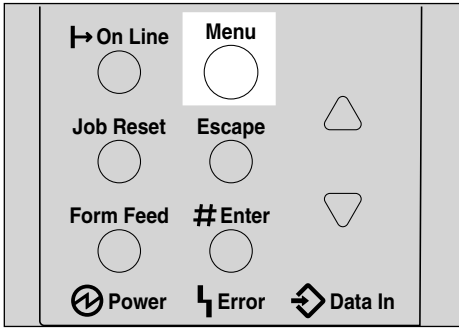 On Line Menu
Job Reset Escape
Form Feed # Enter
Power Error Data In